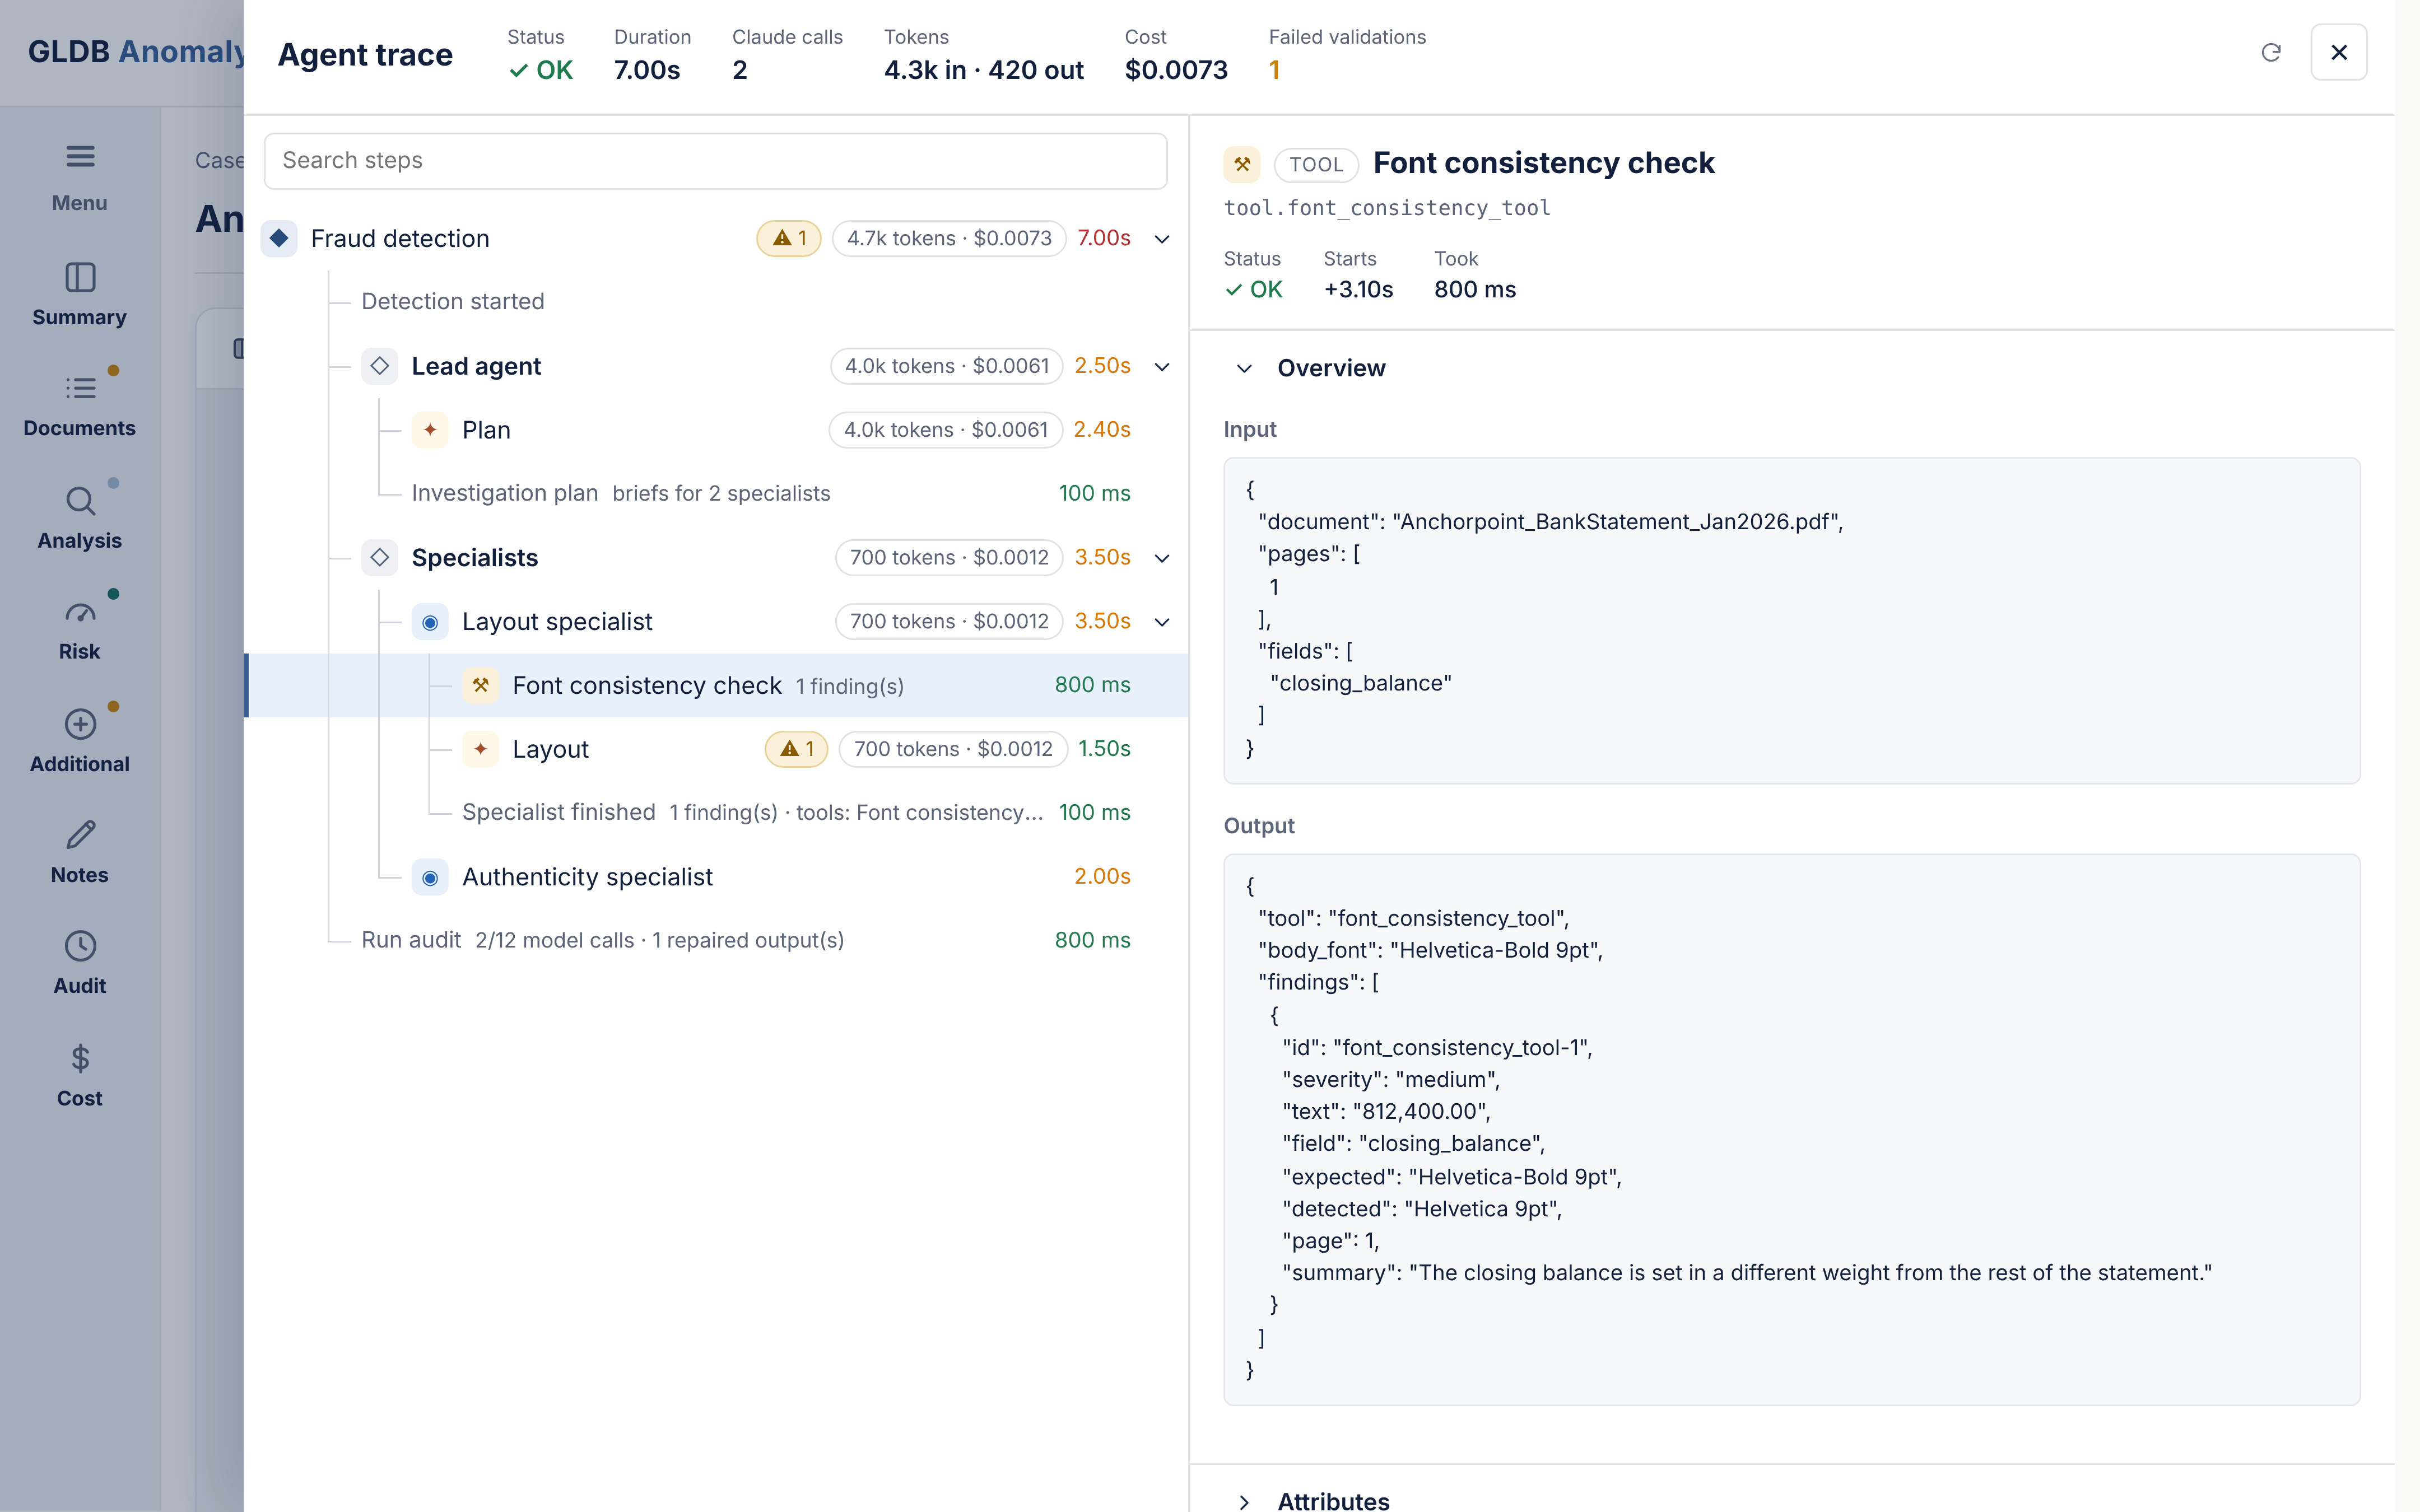 GLDB Anomaly
Menu
Summary
Documents
Analysis
Risk
Additional
Notes
Audit
Cost
Case
An
Agent trace
Status
✓ OK
Duration
7.00s
Claude calls
2
Tokens
4.3k in · 420 out
Cost
$0.0073
Failed validations
1
Search steps
Fraud detection 1 4.7k tokens · $0.0073 7.00s
Detection started
Lead agent 4.0k tokens · $0.0061 2.50s
Plan 4.0k tokens · $0.0061 2.40s
Investigation plan briefs for 2 specialists 100 ms
Specialists 700 tokens · $0.0012 3.50s
Layout specialist 700 tokens · $0.0012 3.50s
Font consistency check 1 finding(s) 800 ms
Layout 1 700 tokens · $0.0012 1.50s
Specialist finished 1 finding(s) · tools: Font consistency... 100 ms
Authenticity specialist 2.00s
Run audit 2/12 model calls · 1 repaired output(s) 800 ms
TOOL Font consistency check
tool.font_consistency_tool
Status Starts Took
✓ OK +3.10s 800 ms
Overview
Input
{
"document": "Anchorpoint_BankStatement_Jan2026.pdf",
"pages": [
1
],
"fields": [
"closing_balance"
]
}
Output
{
"tool": "font_consistency_tool",
"body_font": "Helvetica-Bold 9pt",
"findings": [
{
"id": "font_consistency_tool-1",
"severity": "medium",
"text": "812,400.00",
"field": "closing_balance",
"expected": "Helvetica-Bold 9pt",
"detected": "Helvetica 9pt",
"page": 1,
"summary": "The closing balance is set in a different weight from the rest of the statement."
}
]
}
Attributes